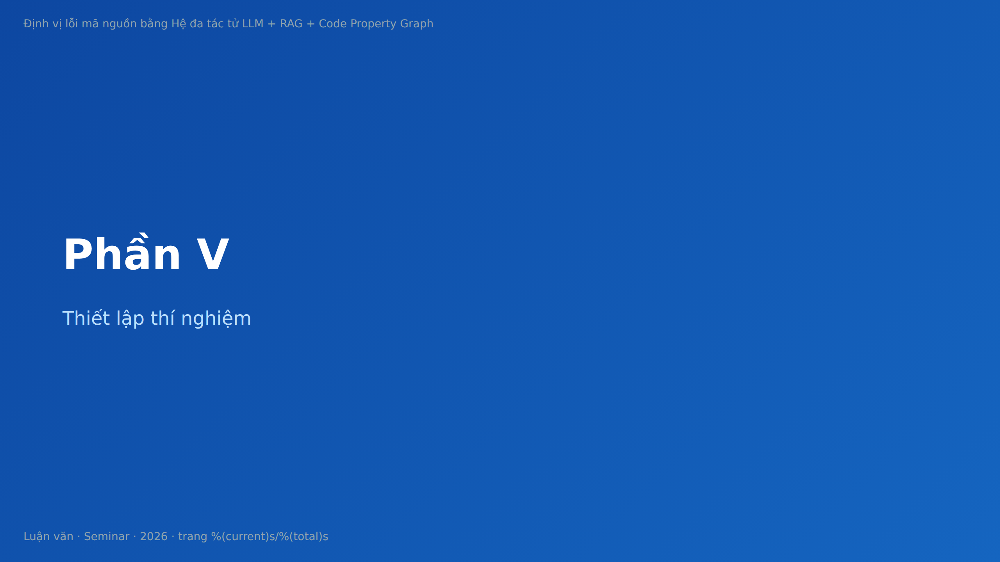 Định vị lỗi mã nguồn bằng Hệ đa tác tử LLM + RAG + Code Property Graph
Phần V
Thiết lập thí nghiệm
Luận văn · Seminar · 2026 · trang %(current)s/%(total)s